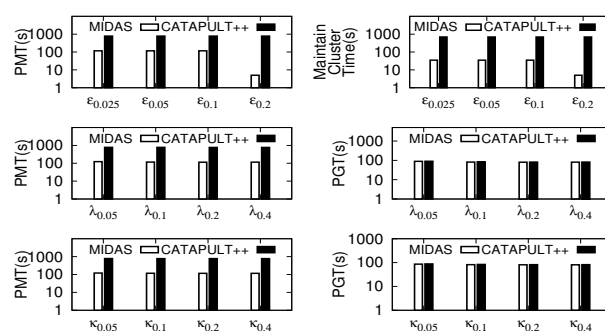 MIDAS CATAPULT++
PMT(s)
1000
100
10
1
ε0.025 ε0.05 ε0.1 ε0.2
MIDAS CATAPULT++
Maintain
Cluster
Time(s)
1000
100
10
1
ε0.025 ε0.05 ε0.1 ε0.2
MIDAS CATAPULT++
PMT(s)
1000
100
10
1
λ0.05 λ0.1 λ0.2 λ0.4
MIDAS CATAPULT++
PGT(s)
1000
100
10
1
λ0.05 λ0.1 λ0.2 λ0.4
MIDAS CATAPULT++
PMT(s)
1000
100
10
1
κ0.05 κ0.1 κ0.2 κ0.4
MIDAS CATAPULT++
PGT(s)
1000
100
10
1
κ0.05 κ0.1 κ0.2 κ0.4